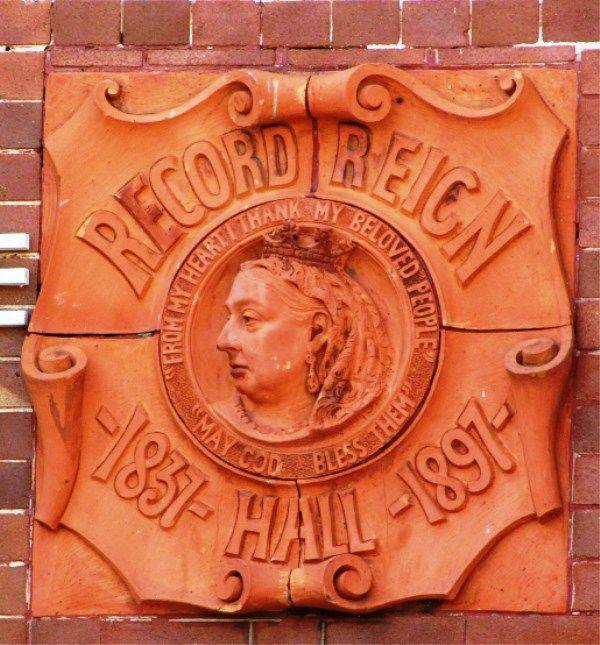 RECORD REIGN
"FROM MY HEART I THANK MY BELOVED PEOPLE"
"MAY GOD BLESS THEM"
-1837- -1897-
HALL